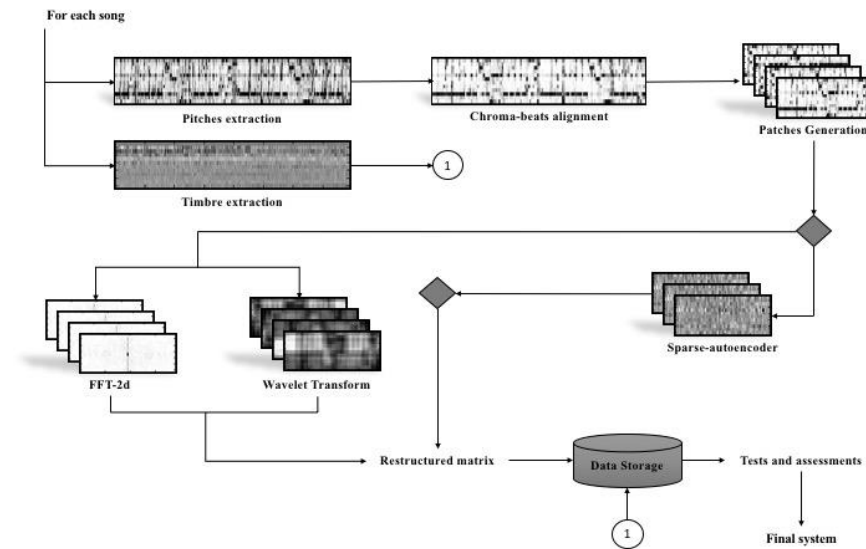 For each song
Pitches extraction
Chroma-beats alignment
Patches Generation
1
Timbre extraction
Sparse-autoencoder
FFT-2d
Wavelet Transform
Restructured matrix
Data Storage
Tests and assessments
1
Final system